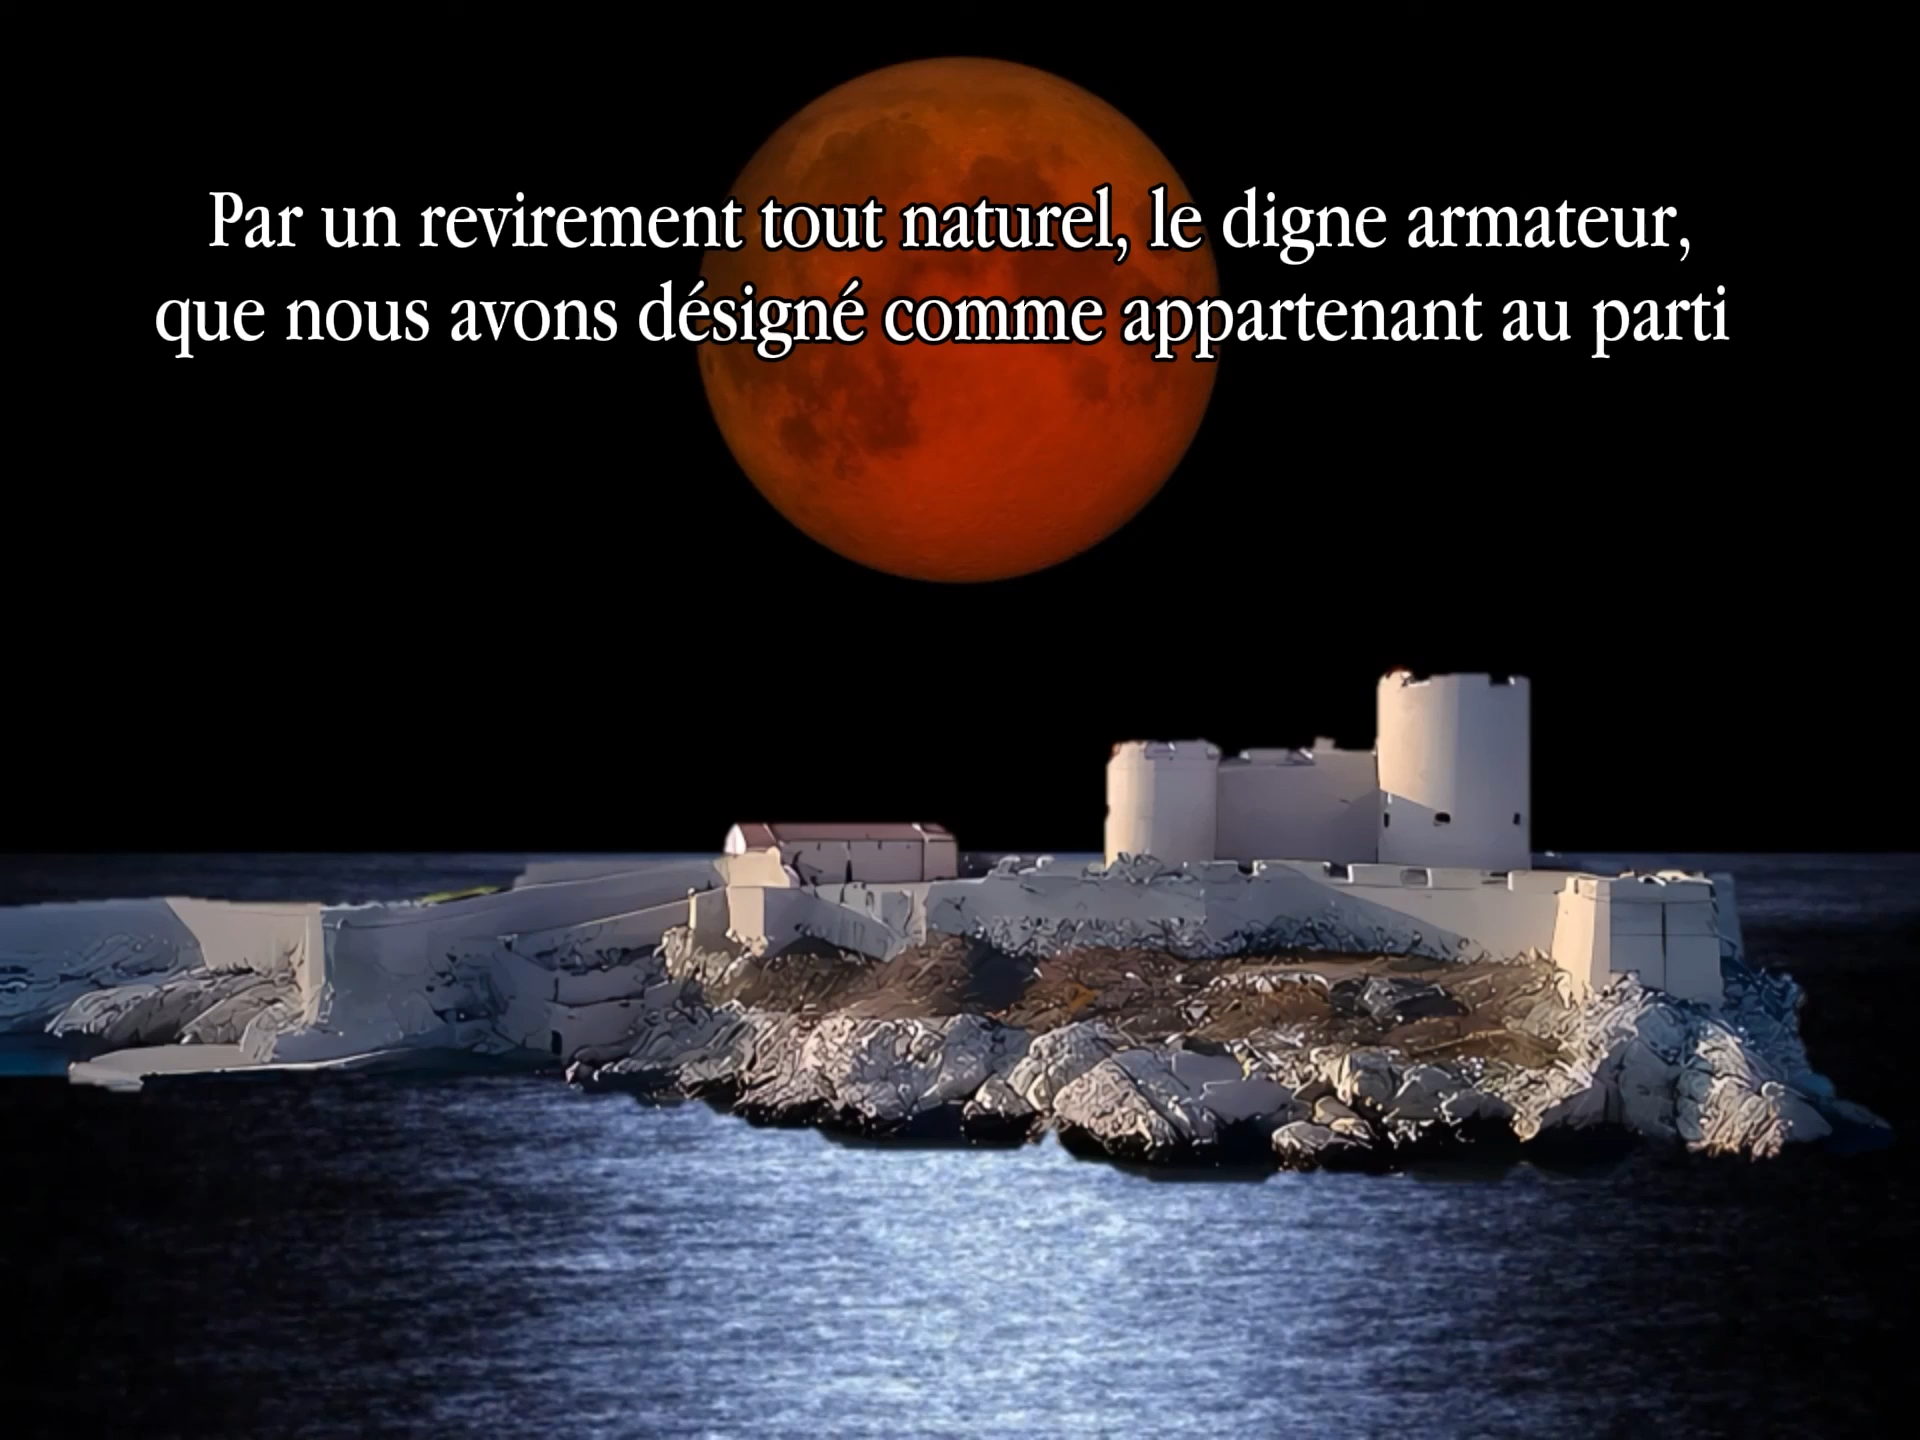 Par un revirement tout naturel, le digne armateur,
que nous avons désigné comme appartenant au parti